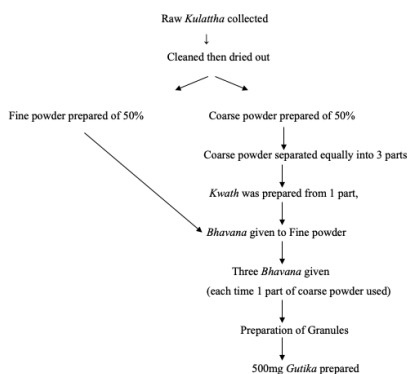 Raw Kulattha collected
Cleaned then dried out
Fine powder prepared of 50%
Coarse powder prepared of 50%
Coarse powder separated equally into 3 parts
Kwath was prepared from 1 part,
Bhavana given to Fine powder
Three Bhavana given
(each time 1 part of coarse powder used)
Preparation of Granules
500mg Gutika prepared